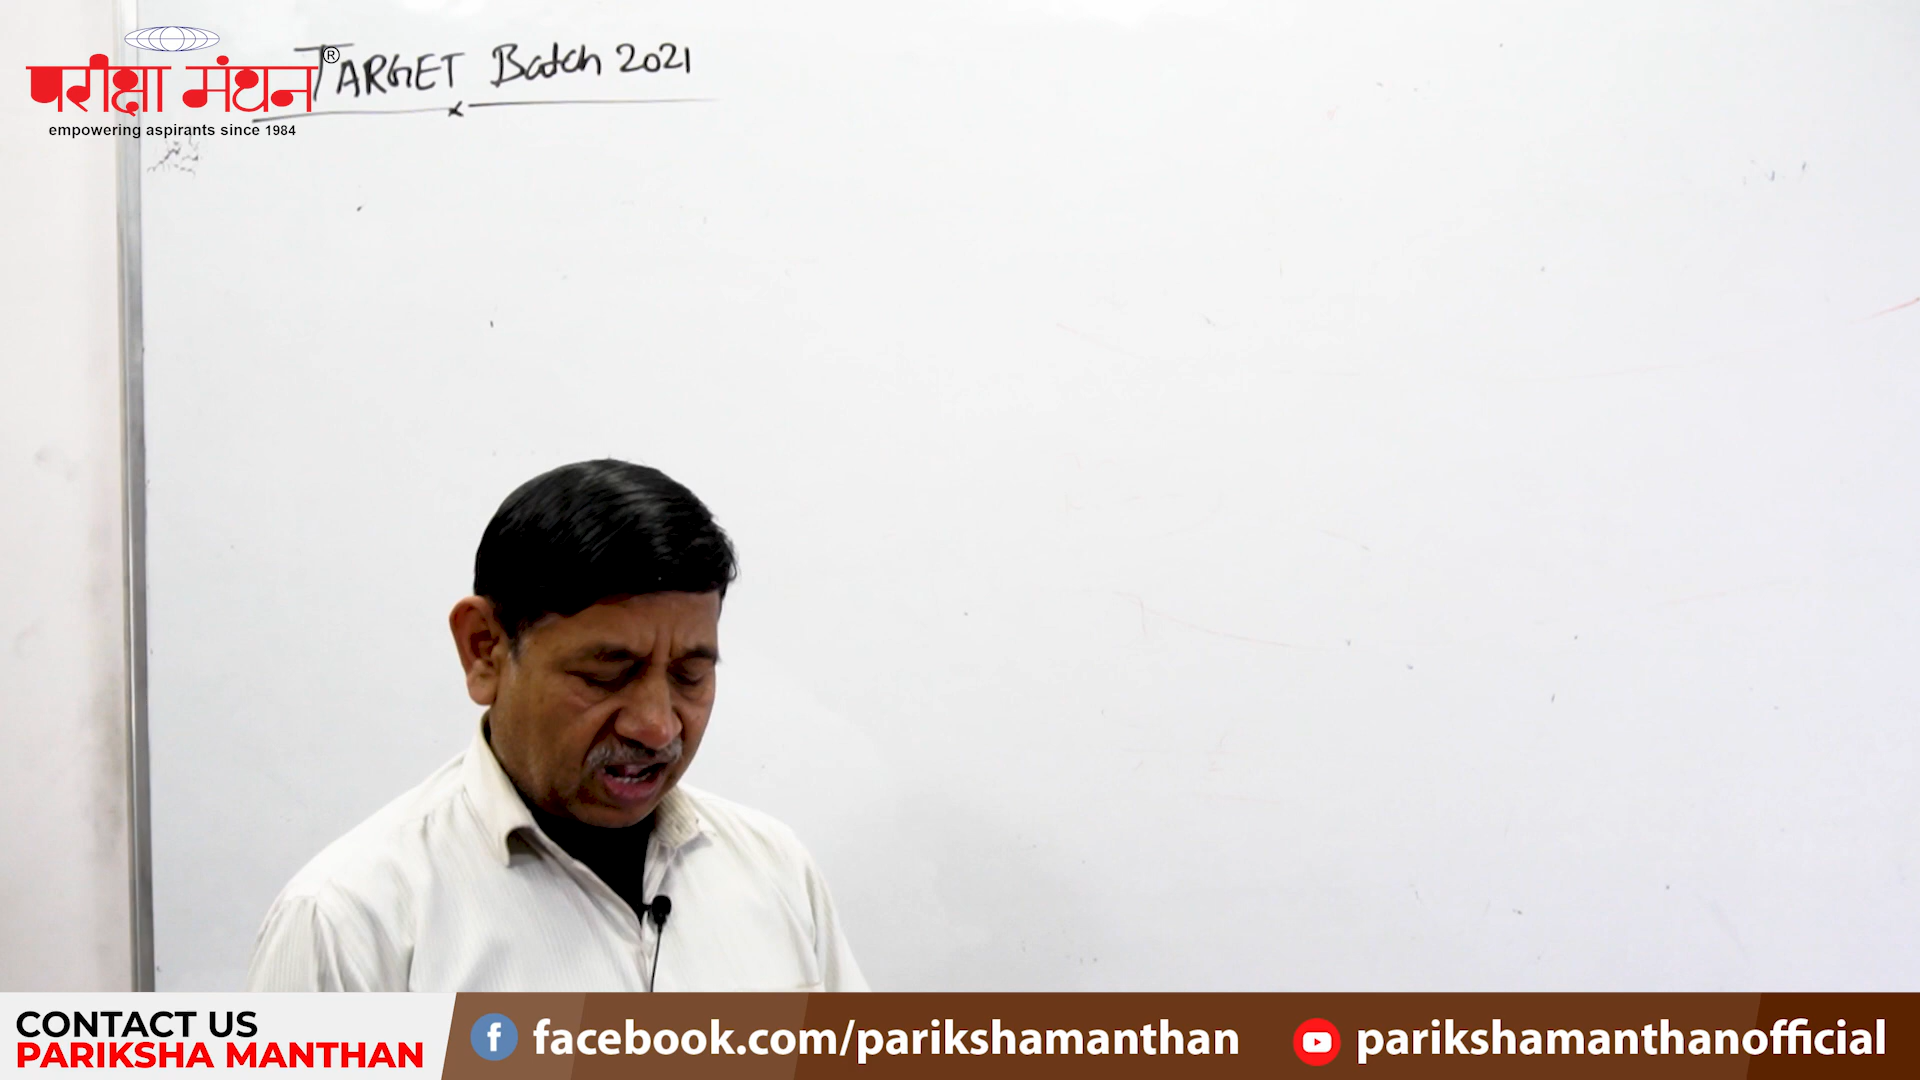 TARGET Batch 2021
परीक्षा मंथन®
empowering aspirants since 1984
CONTACT US
PARIKSHA MANTHAN
facebook.com/parikshamanthan
parikshamanthanofficial